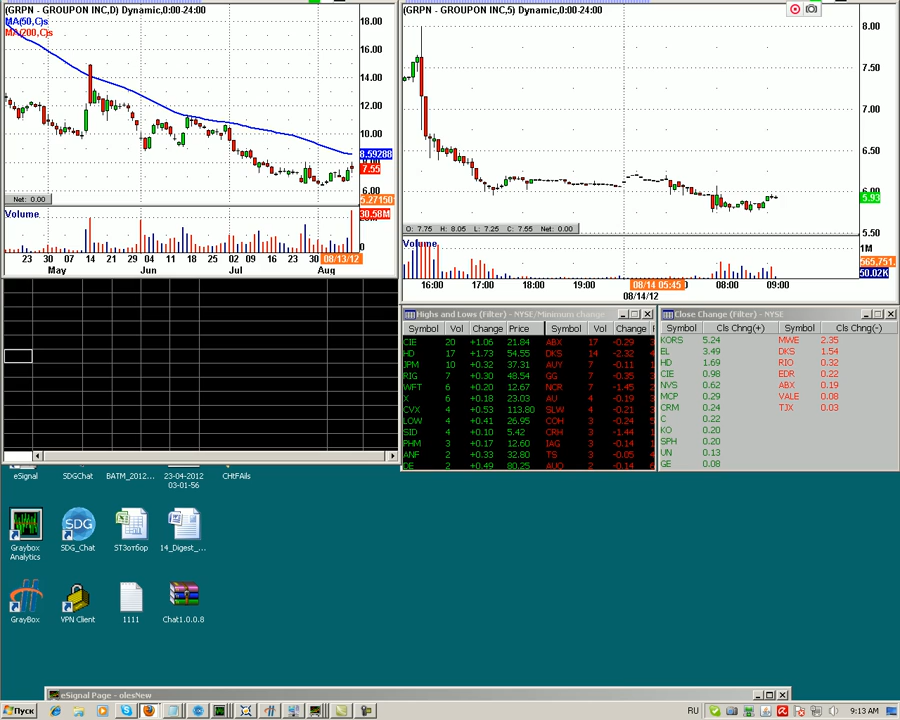 (GRPN - GROUPON INC,D) Dynamic,0:00-24:00
MA(50,C)s
MA(200,C)s
18.00
16.00
14.00
12.00
10.00
8.59288
7.55
6.00
5.27150
Net: 0.00
Volume
30.58M
0
23 30 07 14 21 29 04 11 18 25 02 09 16 23 30 08/13/12
May Jun Jul Aug
(GRPN - GROUPON INC,5) Dynamic,0:00-24:00
8.00
7.50
7.00
6.50
6.00
5.93
5.50
O: 7.75 H: 8.05 L: 7.25 C: 7.55 Net: 0.00
Volume
1M
565,751
50.02K
16:00 17:00 18:00 19:00 08/14 05:45 08:00 09:00
08/14/12
Highs and Lows (Filter) - NYSE/Minimum change
Symbol Vol Change Price Symbol Vol Change
CIE 20 +1.06 21.84 ABX 17 -0.29
HD 17 +1.73 54.55 DKS 14 -2.32
JPM 10 +0.32 37.31 AUY 7 -0.11
RIG 7 +0.30 48.54 GG 7 -0.35
WFT 6 +0.20 12.67 NCR 7 -1.45
X 6 +0.18 23.03 AU 4 -0.19
CVX 4 +0.53 113.80 SLW 4 -0.21
LOW 4 +0.41 26.95 COH 3 -0.24
SID 4 +0.10 5.42 CRH 3 -1.44
PHM 3 +0.17 12.60 IAG 3 -0.14
ANF 2 +0.33 32.80 TS 3 -0.05
DE 2 +0.49 80.25 AUQ 2 -0.14
Close Change (Filter) - NYSE
Symbol Cls Chng(+) Symbol Cls Chng(-)
KORS 5.24 MWE 2.35
EL 3.49 DKS 1.54
HD 1.69 RIO 0.32
CIE 0.98 EDR 0.22
NVS 0.62 ABX 0.19
MCP 0.29 VALE 0.08
CRM 0.24 TJX 0.03
C 0.22
KO 0.20
SPH 0.20
UN 0.13
GE 0.08
eSignal
SDGChat
BATM_2012...
23-04-2012
03-01-56
CHtFAils
Graybox
Analytics
SDG
SDG_Chat
ST3отбор
14_Digest_...
GrayBox
VPN Client
1111
Chat1.0.0.8
eSignal Page - olesNew
Пуск
RU
9:13 AM